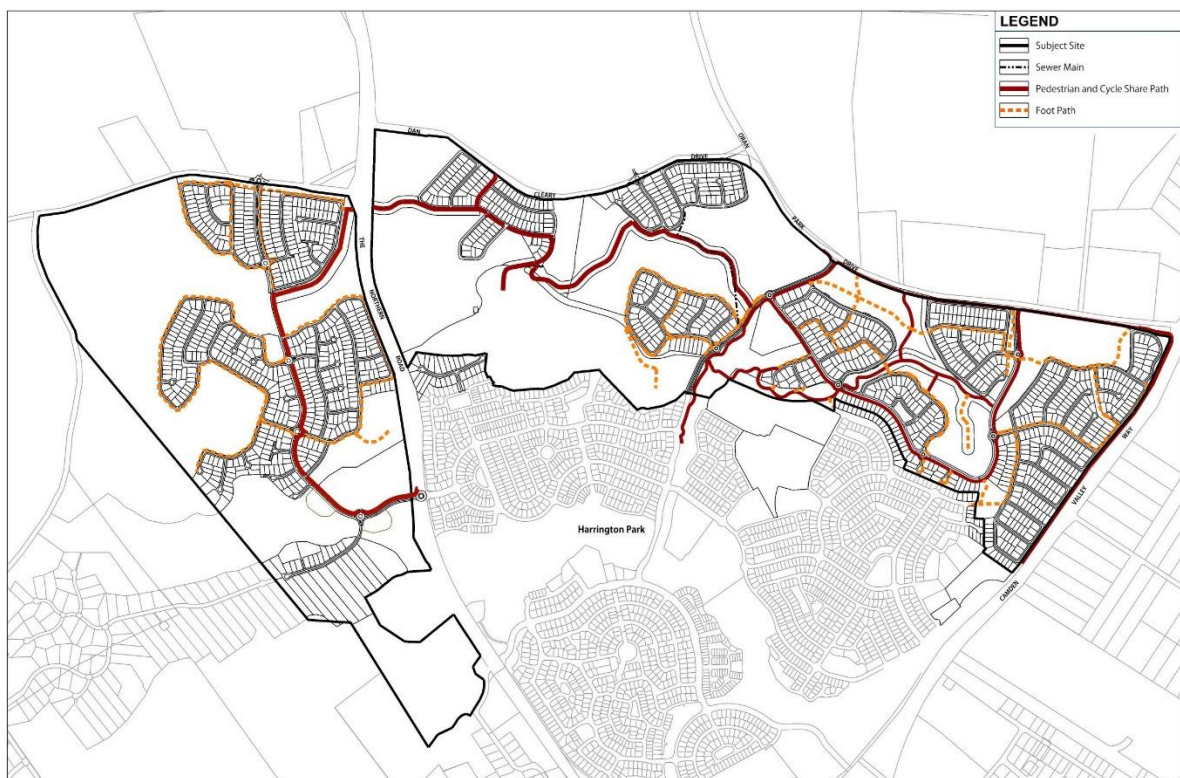 LEGEND
Subject Site
Sewer Main
Pedestrian and Cycle Share Path
Foot Path
DAN
CLEARY
DRIVE
ORAN
PARK
DRIVE
THE
NORTHERN
ROAD
Harrington Park
CAMDEN
VALLEY
WAY